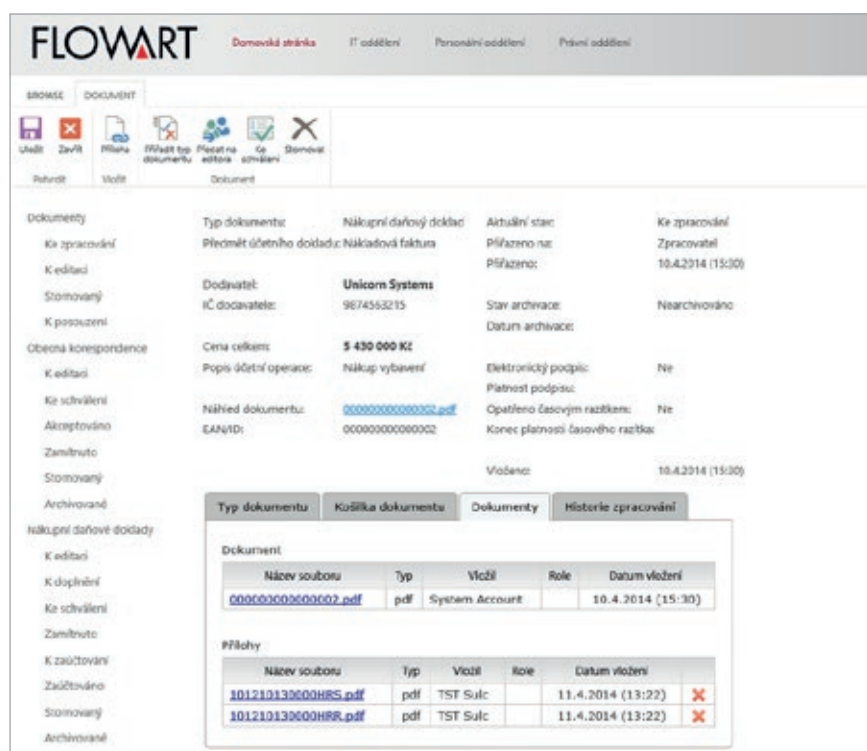 FLOWART
Domovská stránka IT oddělení Personální oddělení Právní oddělení
BROWSE DOCUMENT
Uložit Zavřít Příloha Přiřadit typ dokumentu Přeřadit na editora Ke schválení Stornovat
Potvrdit Vložit Dokument
Dokumenty
Ke zpracování
K editaci
Stornovaný
K posouzení
Obecná korespondence
K editaci
Ke schválení
Akceptováno
Zamítnuto
Stornovaný
Archivované
Nákupní daňové doklady
K editaci
K doplnění
Ke schválení
Zamítnuto
K zaúčtování
Zaúčtováno
Stornovaný
Archivované
Typ dokumentu: Nákupní daňový doklad
Předmět účetního dokladu: Nákladová faktura
Dodavatel: Unicorn Systems
IČ dodavatele: 9874563215
Cena celkem: 5 430 000 Kč
Popis účetní operace: Nákup vybavení
Náhled dokumentu: 000000000000002.pdf
EAN/ID: 000000000000002
Aktuální stav: Ke zpracování
Přiřazeno na: Zpracovatel
Přiřazeno: 10.4.2014 (15:30)
Stav archivace: Nearchivováno
Datum archivace:
Elektronický podpis: Ne
Platnost podpisu:
Opatřeno časovým razítkem: Ne
Konec platnosti časového razítka:
Vloženo: 10.4.2014 (15:30)
Typ dokumentu Košilka dokumentu Dokumenty Historie zpracování
Dokument
Název souboru Typ Vložil Role Datum vložení
000000000000002.pdf pdf System Account 10.4.2014 (15:30)
Přílohy
Název souboru Typ Vložil Role Datum vložení
101210130000HRS.pdf pdf TST Sulc 11.4.2014 (13:22)
101210130000HRR.pdf pdf TST Sulc 11.4.2014 (13:22)